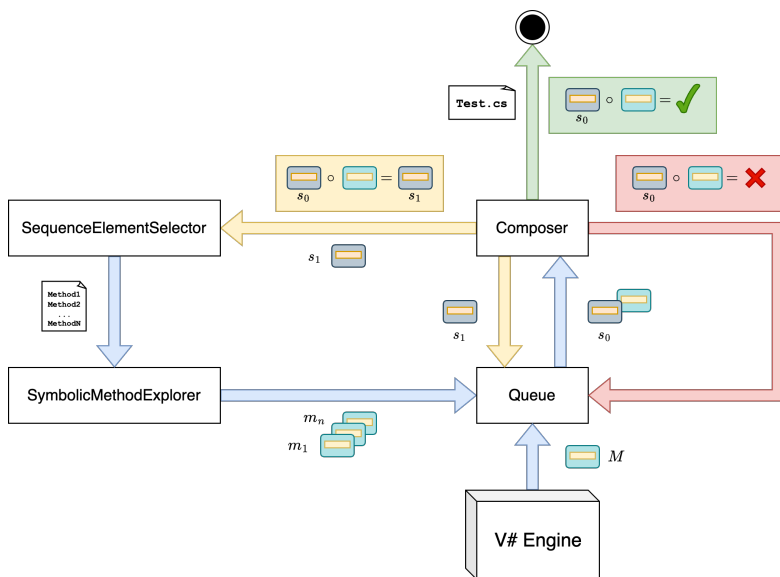 Test.cs
s₀ ∘ =
s₀ ∘ = s₁
s₀ ∘ =
SequenceElementSelector
Composer
s₁
Method1
Method2
...
MethodN
s₁
s₀
SymbolicMethodExplorer
Queue
mₙ
m₁
M
V# Engine